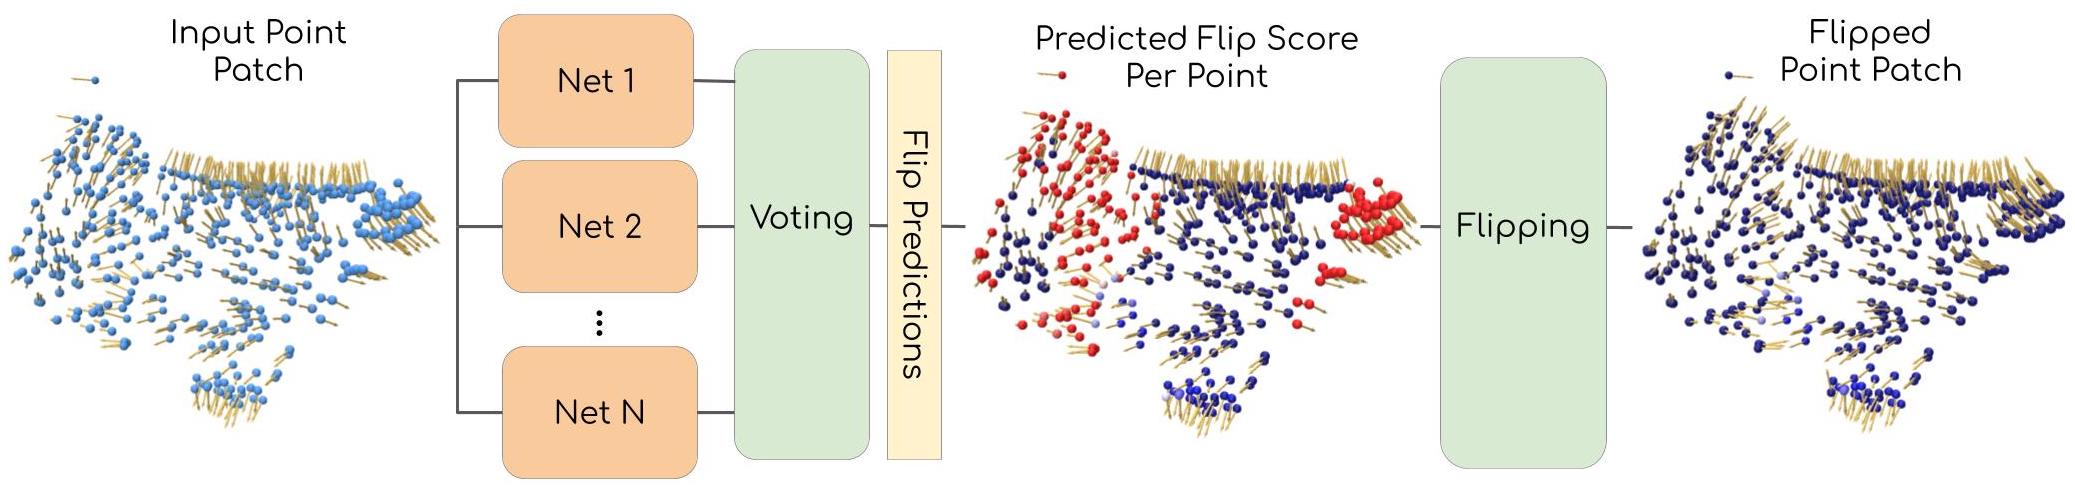 Input Point
Patch
Net 1
Net 2
Net N
Voting
Flip Predictions
Predicted Flip Score
Per Point
Flipping
Flipped
Point Patch